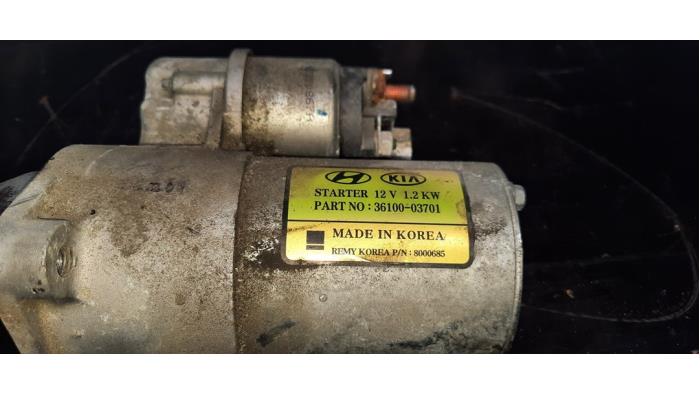 KIA
STARTER 12 V 1.2 KW
PART NO : 36100-03701
MADE IN KOREA
REMY KOREA P/N : 8000685